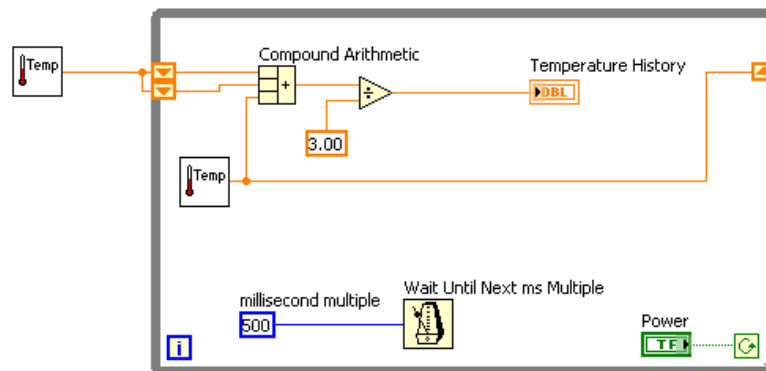 Temp
Compound Arithmetic
+
Temperature History
÷
DBL
3.00
Temp
millisecond multiple
500
Wait Until Next ms Multiple
Power
TF
i